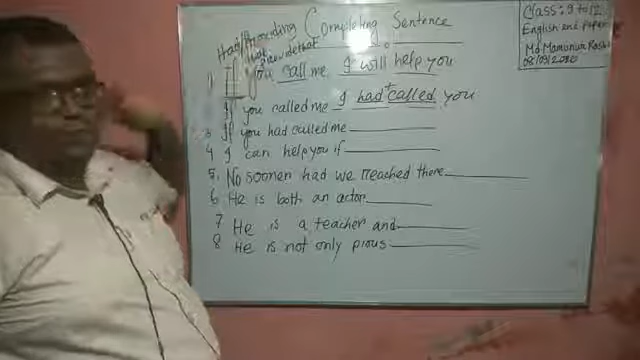 Completing Sentence
Class: 9 to 12
English 2nd Paper
Md Mamunur
08/09/2020
1 If you call me I will help you
If you called me I had called you
3 If you had called me
4 I can help you if
5. No sooner had we reached there
6 He is both an actor
7 He is a teacher and
8 He is not only pious